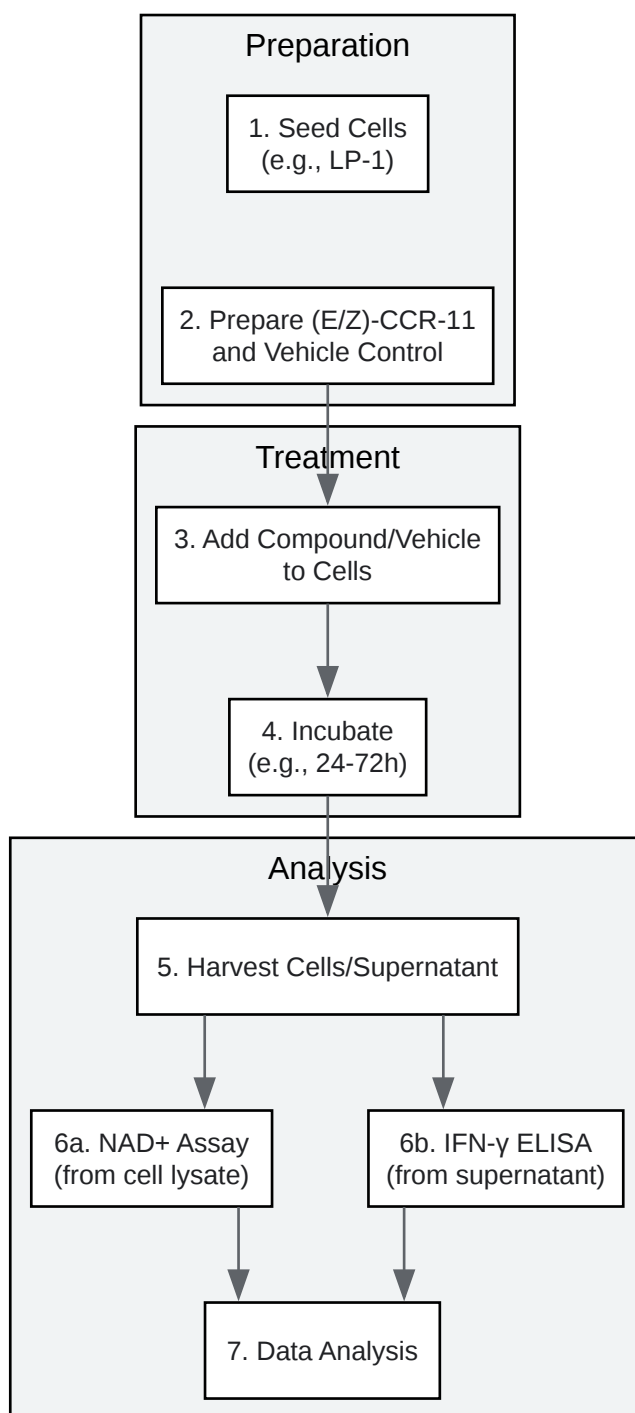 Preparation
1. Seed Cells
(e.g., LP-1)
2. Prepare (E/Z)-CCR-11
and Vehicle Control
Treatment
3. Add Compound/Vehicle
to Cells
4. Incubate
(e.g., 24-72h)
Analysis
5. Harvest Cells/Supernatant
6a. NAD+ Assay
(from cell lysate)
6b. IFN-γ ELISA
(from supernatant)
7. Data Analysis